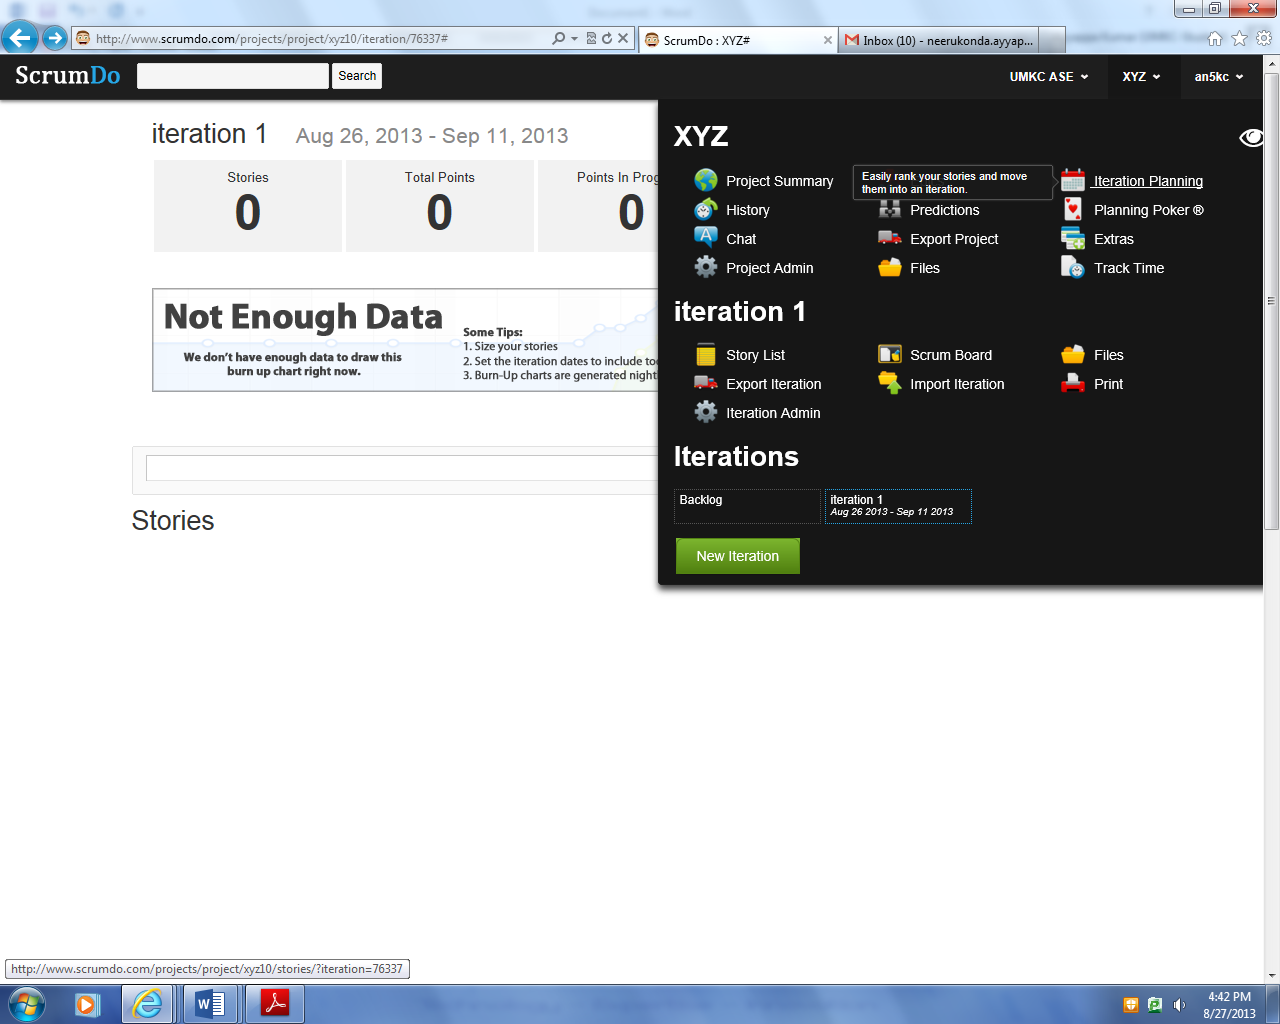 http://www.scrumdo.com/projects/project/xyz10/iteration/76337#
ScrumDo : XYZ#
Inbox (10) - neerukonda.ayyap...
ScrumDo
Search
UMKC ASE
XYZ
an5kc
iteration 1 Aug 26, 2013 - Sep 11, 2013
Stories
0
Total Points
0
Points In Prog
0
Not Enough Data
We don't have enough data to draw this
burn up chart right now.
Some Tips:
1. Size your stories
2. Set the iteration dates to include to
3. Burn-Up charts are generated night
Stories
XYZ
Project Summary
Easily rank your stories and move
them into an iteration.
Iteration Planning
History
Predictions
Planning Poker ®
Chat
Export Project
Extras
Project Admin
Files
Track Time
iteration 1
Story List
Scrum Board
Files
Export Iteration
Import Iteration
Print
Iteration Admin
Iterations
Backlog
iteration 1
Aug 26 2013 - Sep 11 2013
New Iteration
http://www.scrumdo.com/projects/project/xyz10/stories/?iteration=76337
4:42 PM
8/27/2013